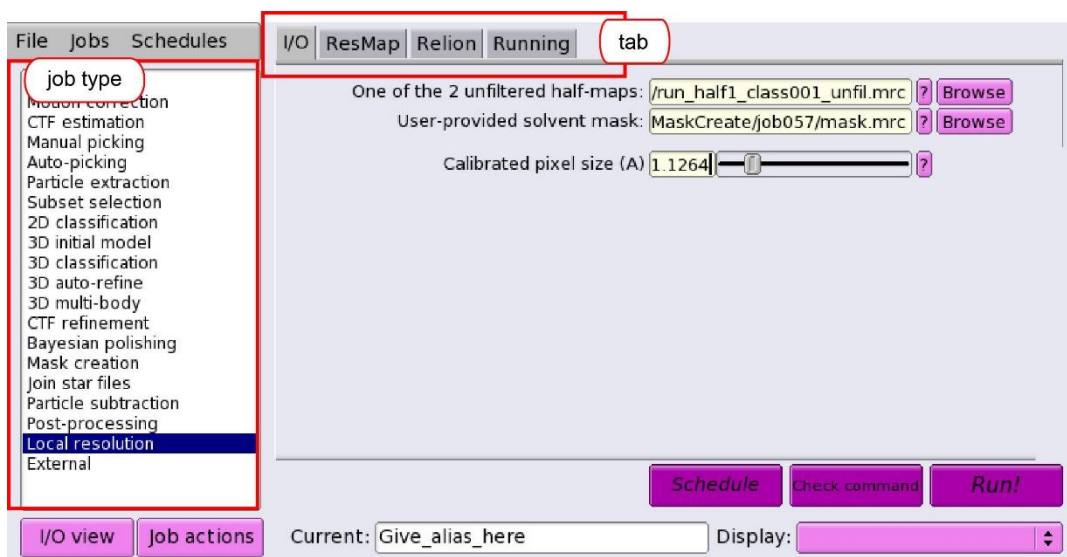 File Jobs Schedules
I/O ResMap Relion Running
tab
job type
Motion correction
CTF estimation
Manual picking
Auto-picking
Particle extraction
Subset selection
2D classification
3D initial model
3D classification
3D auto-refine
3D multi-body
CTF refinement
Bayesian polishing
Mask creation
Join star files
Particle subtraction
Post-processing
Local resolution
External
One of the 2 unfiltered half-maps: /run_half1_class001_unfil.mrc ? Browse
User-provided solvent mask: MaskCreate/job057/mask.mrc ? Browse
Calibrated pixel size (A) 1.1264 ?
Schedule Check command Run!
I/O view Job actions Current: Give_alias_here Display: